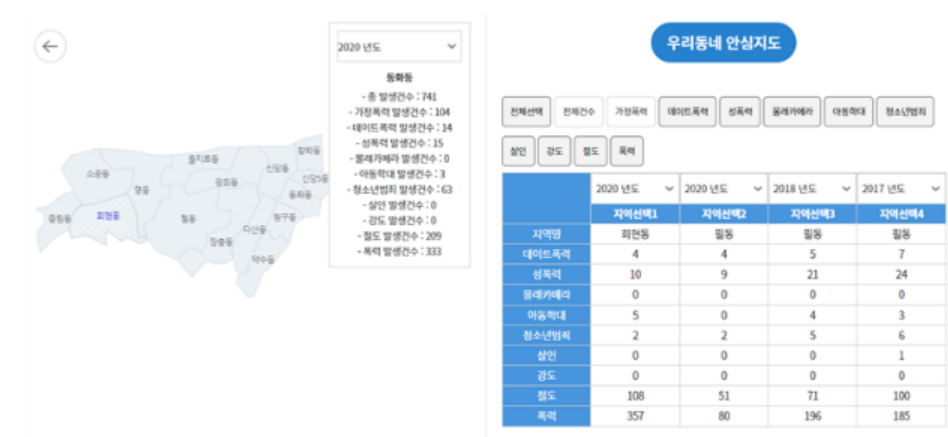 2020 년도
동화동
- 총 발생건수 : 741
- 가정폭력 발생건수 : 104
- 데이트폭력 발생건수 : 14
- 성폭력 발생건수 : 15
- 몰래카메라 발생건수 : 0
- 아동학대 발생건수 : 3
- 청소년범죄 발생건수 : 63
- 살인 발생건수 : 0
- 강도 발생건수 : 0
- 절도 발생건수 : 209
- 폭력 발생건수 : 333
황학동
을지로동
신당동
소공동
광희동
신당5동
명동
동화동
중림동
회현동
필동
청구동
다산동
장충동
약수동
우리동네 안심지도
전체선택 전체건수 가정폭력 데이트폭력 성폭력 몰래카메라 아동학대 청소년범죄
살인 강도 절도 폭력
2020 년도 2020 년도 2018 년도 2017 년도
지역선택1 지역선택2 지역선택3 지역선택4
지역명 회현동 필동 필동 필동
데이트폭력 4 4 5 7
성폭력 10 9 21 24
몰래카메라 0 0 0 0
아동학대 5 0 4 3
청소년범죄 2 2 5 6
살인 0 0 0 1
강도 0 0 0 0
절도 108 51 71 100
폭력 357 80 196 185